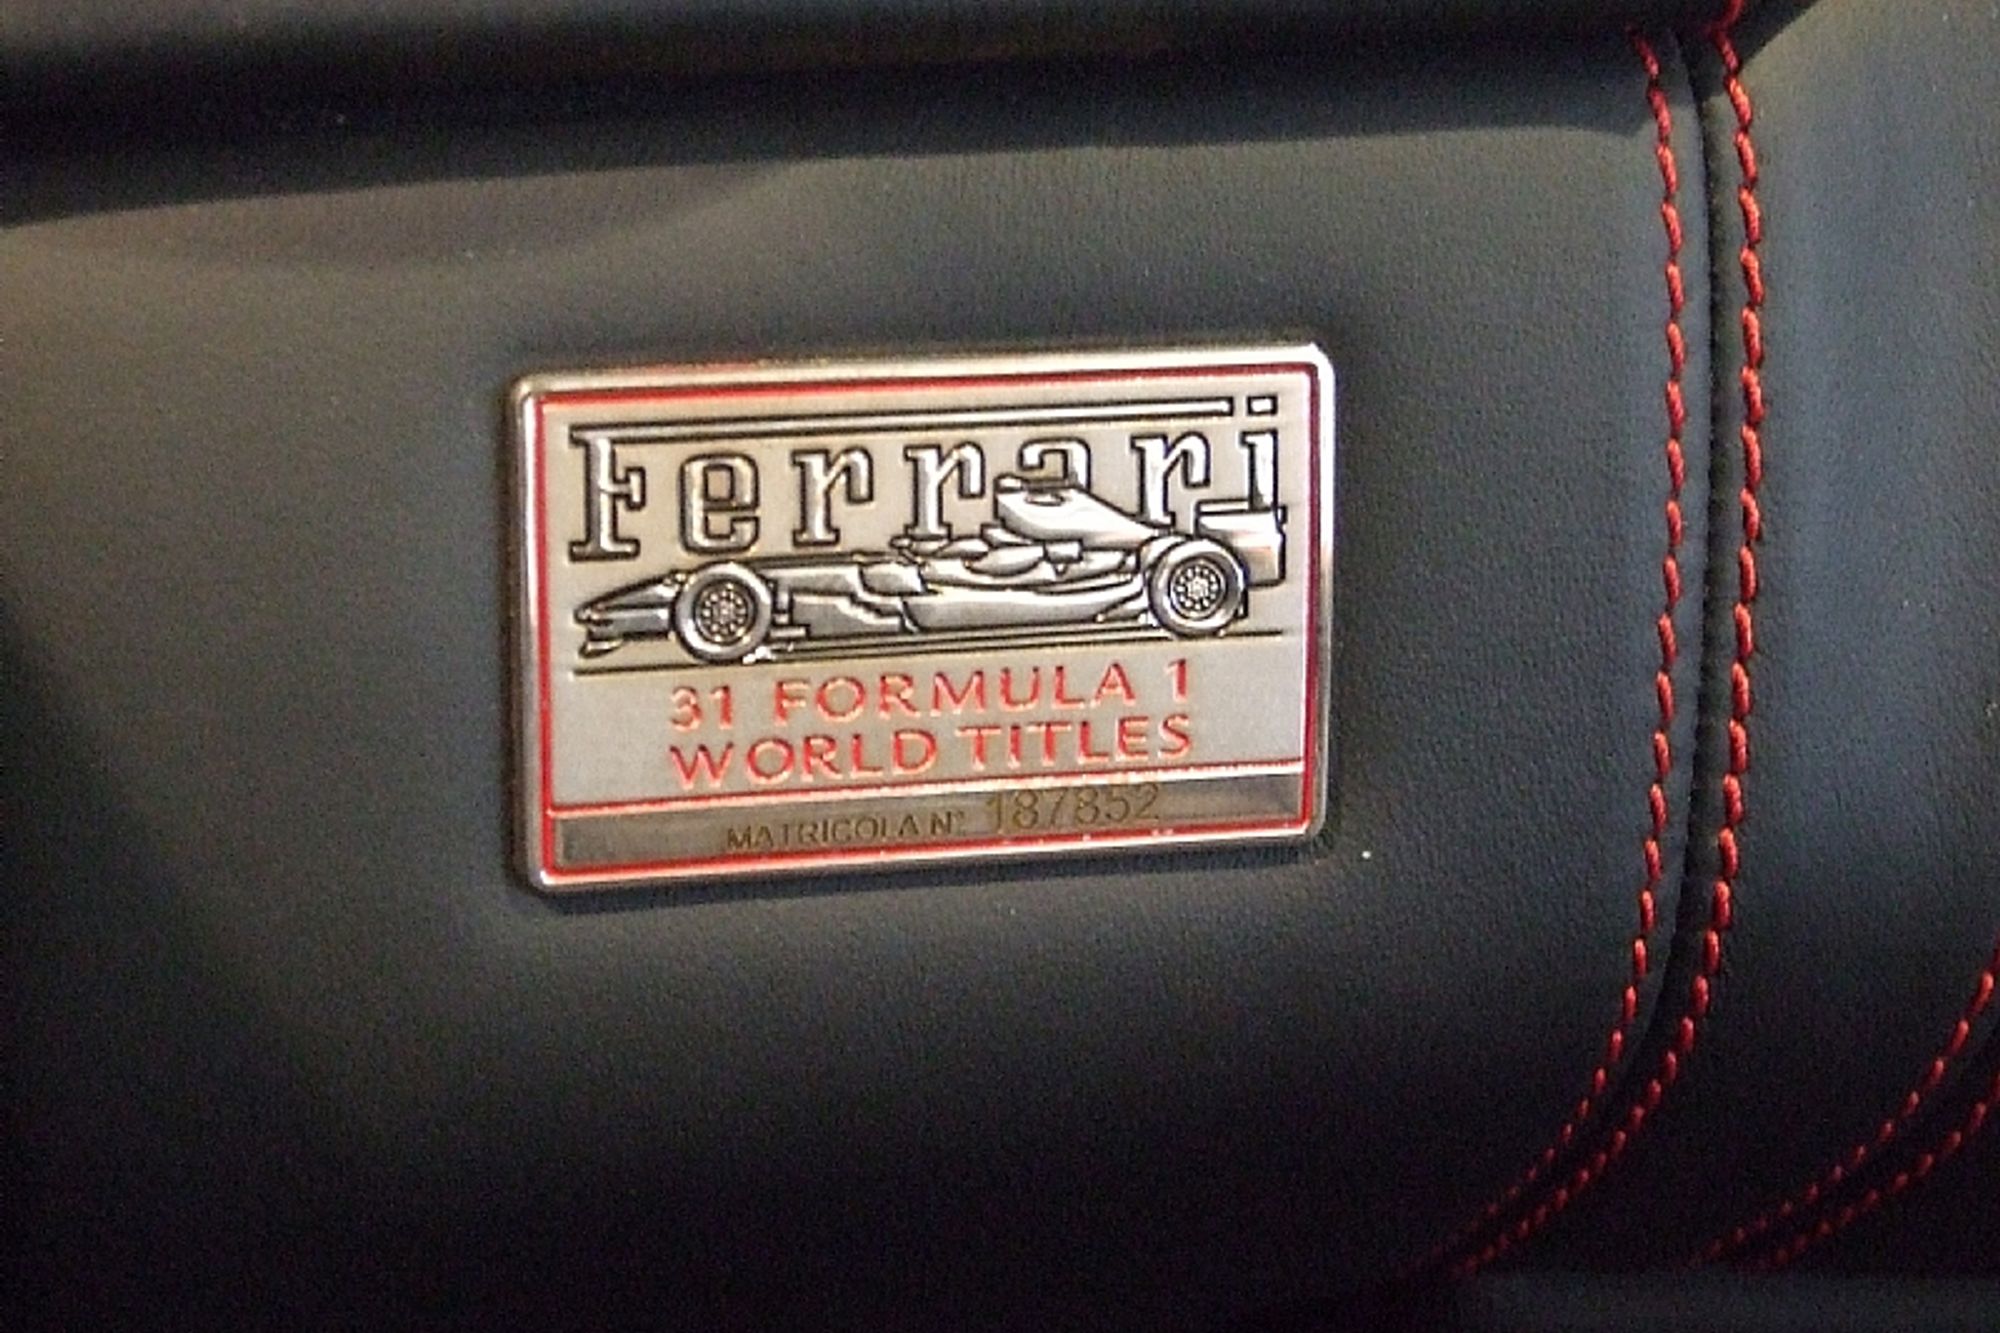 Ferrari
31 FORMULA 1
WORLD TITLES
MATRICOLA N° 187852